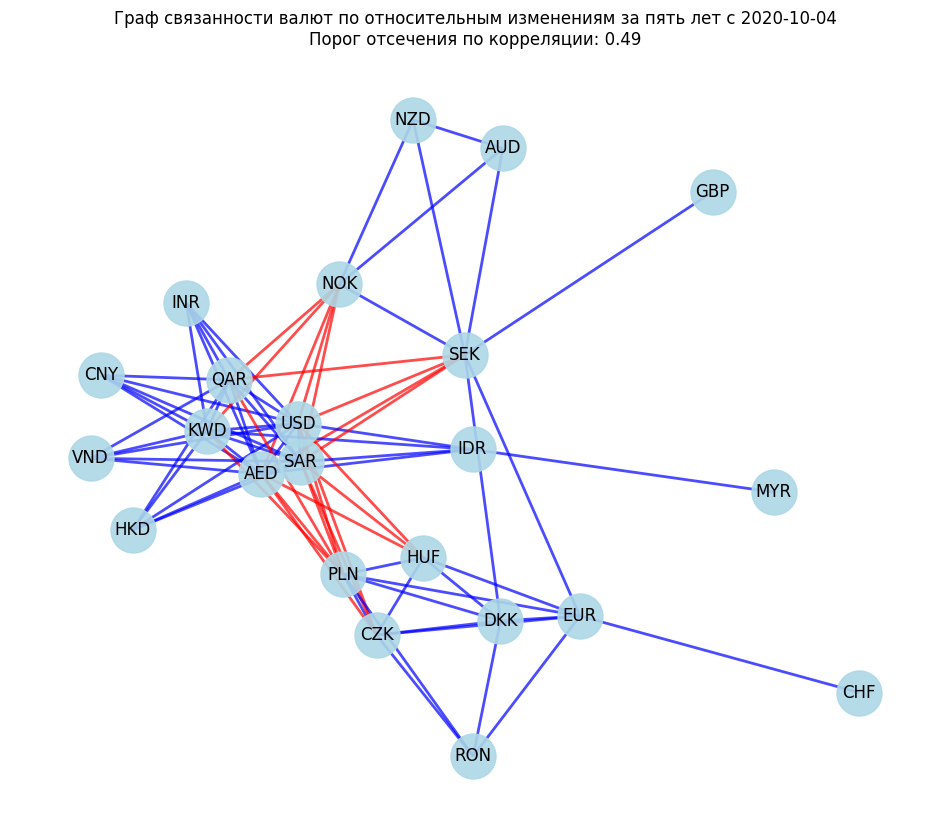 Граф связанности валют по относительным изменениям за пять лет с 2020-10-04
Порог отсечения по корреляции: 0.49
NZD
AUD
GBP
NOK
INR
SEK
CNY
QAR
USD
KWD
IDR
VND
SAR
AED
MYR
HKD
HUF
PLN
EUR
DKK
CZK
CHF
RON